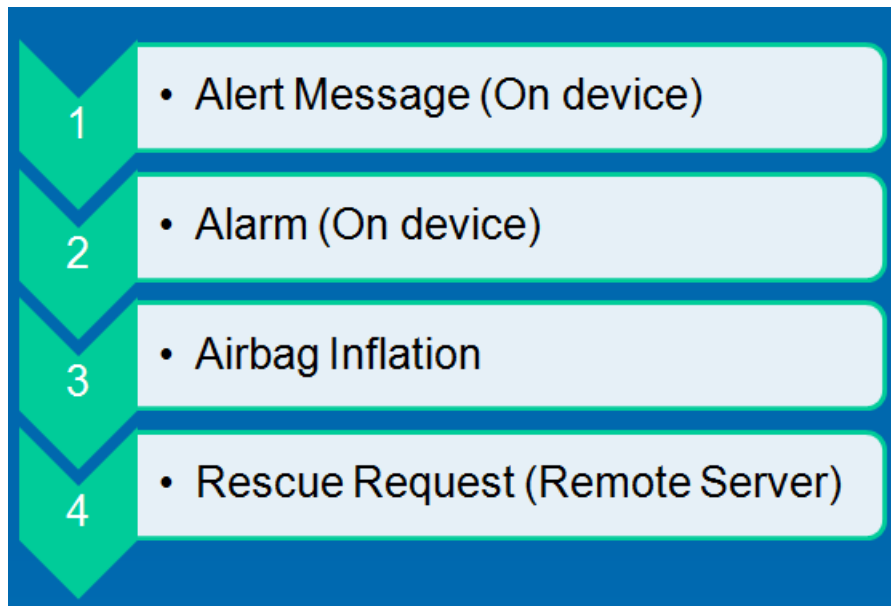 1
• Alert Message (On device)
2
• Alarm (On device)
3
• Airbag Inflation
4
• Rescue Request (Remote Server)